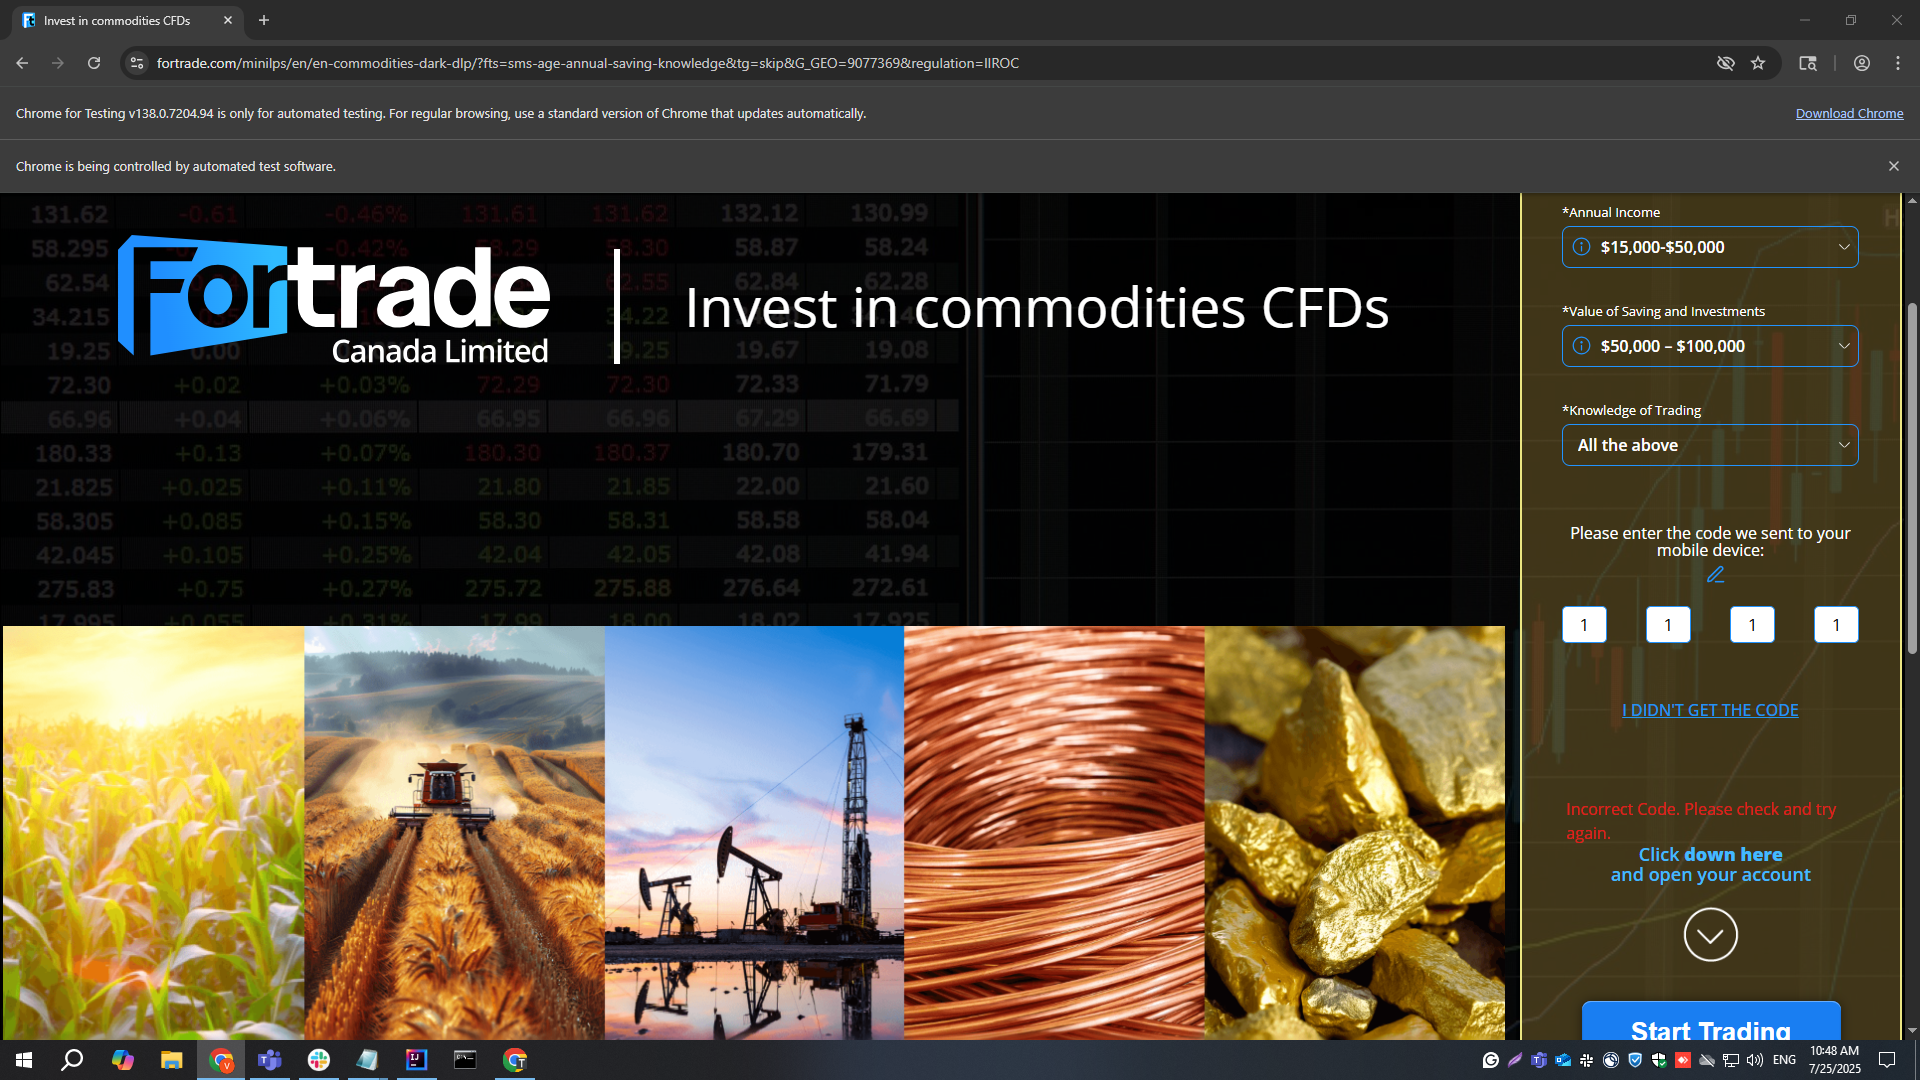 Invest in commodities CFDs
fortrade.com/minilps/en/en-commodities-dark-dlp/?fts=sms-age-annual-saving-knowledge&tg=skip&G_GEO=9077369&regulation=IIROC
Chrome for Testing v138.0.7204.94 is only for automated testing. For regular browsing, use a standard version of Chrome that updates automatically.
Download Chrome
Chrome is being controlled by automated test software.
131.62 -0.61 -0.46% 131.61 131.62 132.12 130.99
58.295 -0.42% 58.29 58.30 58.87 58.24
62.54 62.55 62.84 62.28
34.215 34.22
19.25 0.00 19.25 19.67 19.08
72.30 +0.02 +0.03% 72.29 72.30 72.33 71.79
66.96 +0.04 +0.06% 66.95 66.96 67.29 66.69
180.33 +0.13 +0.07% 180.30 180.37 180.70 179.31
21.825 +0.025 +0.11% 21.80 21.85 22.00 21.60
58.305 +0.085 +0.15% 58.30 58.31 58.58 58.04
42.045 +0.105 +0.25% 42.04 42.05 42.08 41.94
275.83 +0.75 +0.27% 275.72 275.88 276.64 272.61
17.995 +0.055 +0.31% 17.99 18.00 18.02 17.925
Fortrade
Canada Limited
Invest in commodities CFDs
*Annual Income
$15,000-$50,000
*Value of Saving and Investments
$50,000 – $100,000
*Knowledge of Trading
All the above
Please enter the code we sent to your
mobile device:
1 1 1 1
I DIDN'T GET THE CODE
Incorrect Code. Please check and try
again.
Click down here
and open your account
Start Trading
ENG
10:48 AM
7/25/2025